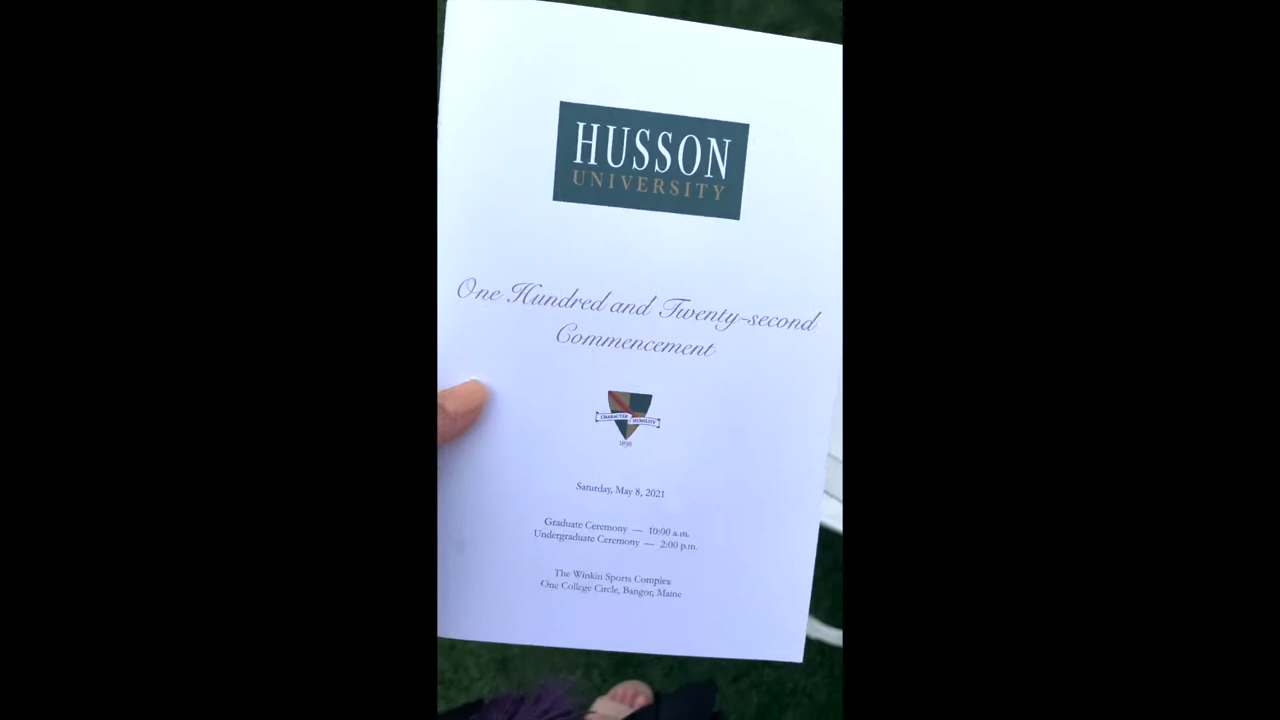 HUSSON
UNIVERSITY
One Hundred and Twenty-second
Commencement
CHARACTER HUMILITY
1898
Saturday, May 8, 2021
Graduate Ceremony — 10:00 a.m.
Undergraduate Ceremony — 2:00 p.m.
The Winkin Sports Complex
One College Circle, Bangor, Maine